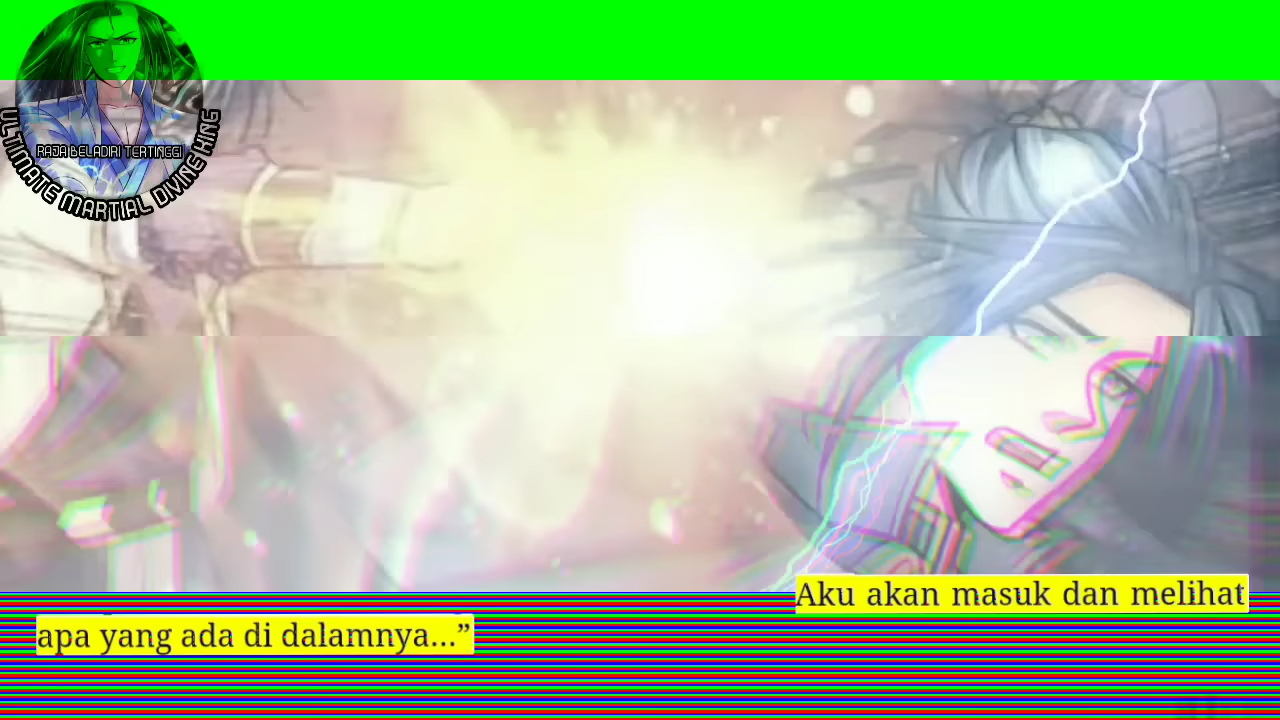 RAJA BELADIRI TERTINGGI
ULTIMATE MARTIAL DIVINE KING
Aku akan masuk dan melihat
apa yang ada di dalamnya...”